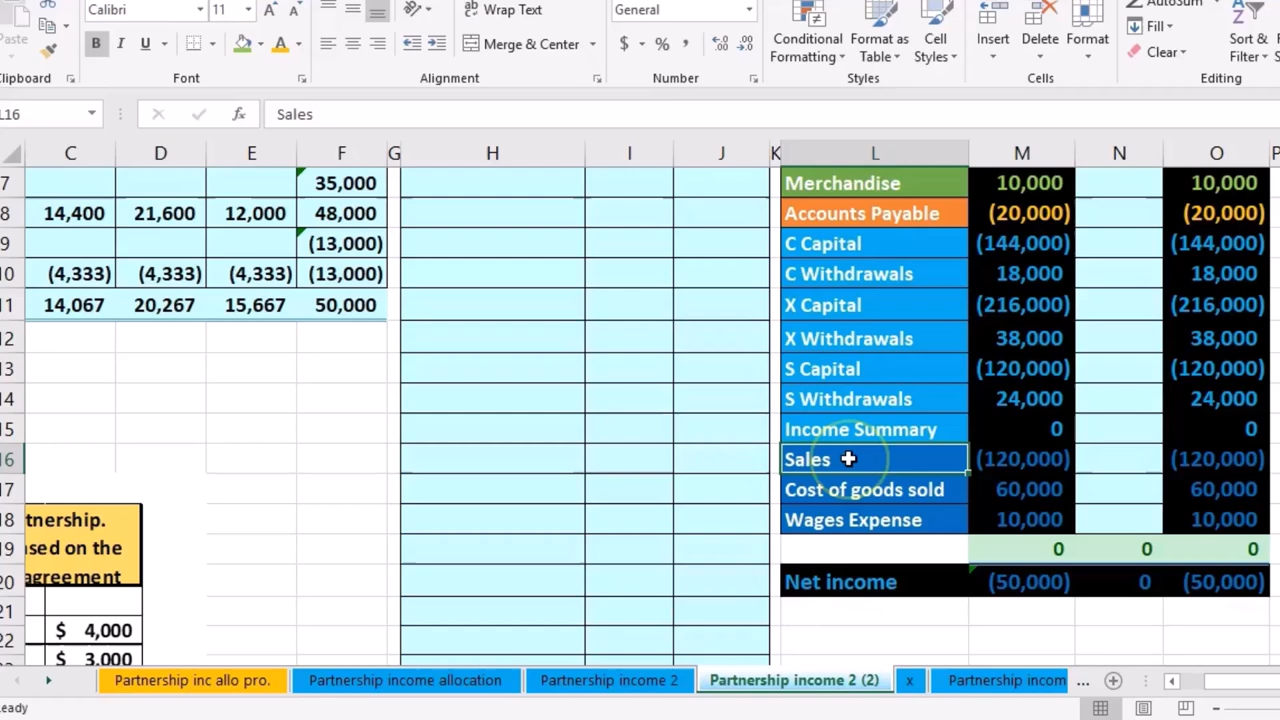 Calibri 11 Wrap Text General AutoSum
Paste B I U Merge & Center $ % , Conditional Formatting Format as Table Cell Styles Insert Delete Format Fill Clear Sort & Filter
Clipboard Font Alignment Number Styles Cells Editing
L16 fx Sales
C D E F G H I J K L M N O P
7 35,000 Merchandise 10,000 10,000
8 14,400 21,600 12,000 48,000 Accounts Payable (20,000) (20,000)
9 (13,000) C Capital (144,000) (144,000)
10 (4,333) (4,333) (4,333) (13,000) C Withdrawals 18,000 18,000
11 14,067 20,267 15,667 50,000 X Capital (216,000) (216,000)
12 X Withdrawals 38,000 38,000
13 S Capital (120,000) (120,000)
14 S Withdrawals 24,000 24,000
15 Income Summary 0 0
16 Sales (120,000) (120,000)
17 Cost of goods sold 60,000 60,000
18 tnership. Wages Expense 10,000 10,000
19 sed on the 0 0 0
20 agreement Net income (50,000) 0 (50,000)
21
22 $ 4,000
$ 3,000
Partnership inc allo pro. Partnership income allocation Partnership income 2 Partnership income 2 (2) x Partnership incom ...
eady